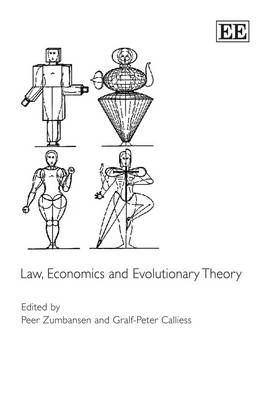 EE
Law, Economics and Evolutionary Theory
Edited by
Peer Zumbansen and Gralf-Peter Calliess